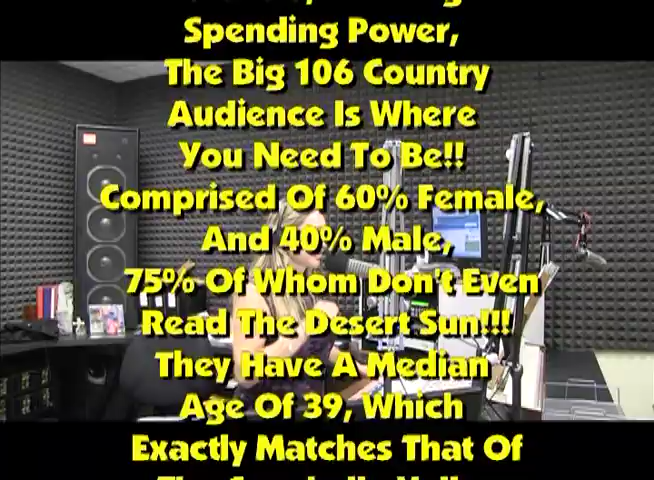 Spending Power,
The Big 106 Country
Audience Is Where
You Need To Be!!
Comprised Of 60% Female,
And 40% Male,
75% Of Whom Don't Even
Read The Desert Sun!!!
They Have A Median
Age Of 39, Which
Exactly Matches That Of